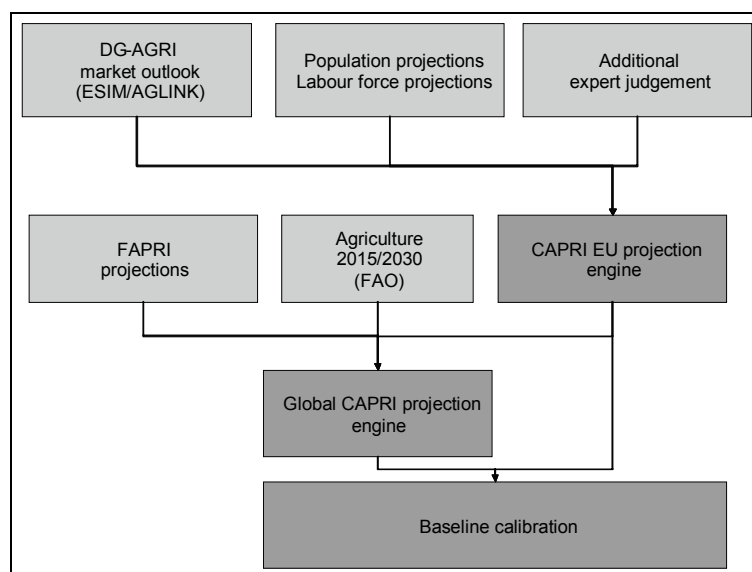 DG-AGRI
market outlook
(ESIM/AGLINK)
Population projections
Labour force projections
Additional
expert judgement
FAPRI
projections
Agriculture
2015/2030
(FAO)
CAPRI EU projection
engine
Global CAPRI projection
engine
Baseline calibration